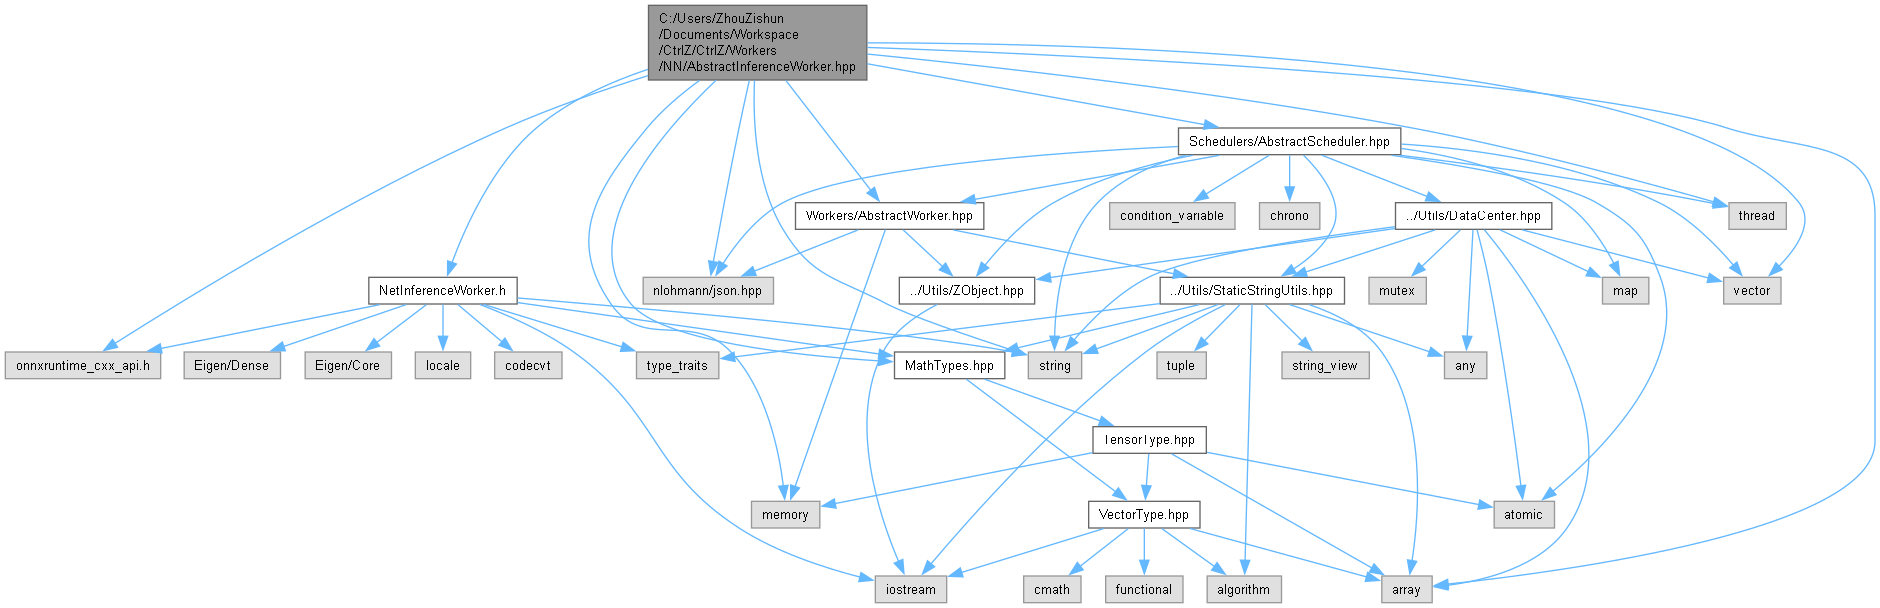 C:/Users/ZhouZishun
/Documents/Workspace
/CtrlZ/CtrlZ/Workers
/NN/AbstractInferenceWorker.hpp
Schedulers/AbstractScheduler.hpp
Workers/AbstractWorker.hpp
condition_variable
chrono
../Utils/DataCenter.hpp
thread
NetInferenceWorker.h
nlohmann/json.hpp
../Utils/ZObject.hpp
../Utils/StaticStringUtils.hpp
mutex
map
vector
onnxruntime_cxx_api.h
Eigen/Dense
Eigen/Core
locale
codecvt
type_traits
MathTypes.hpp
string
tuple
string_view
any
TensorType.hpp
memory
VectorType.hpp
atomic
iostream
cmath
functional
algorithm
array